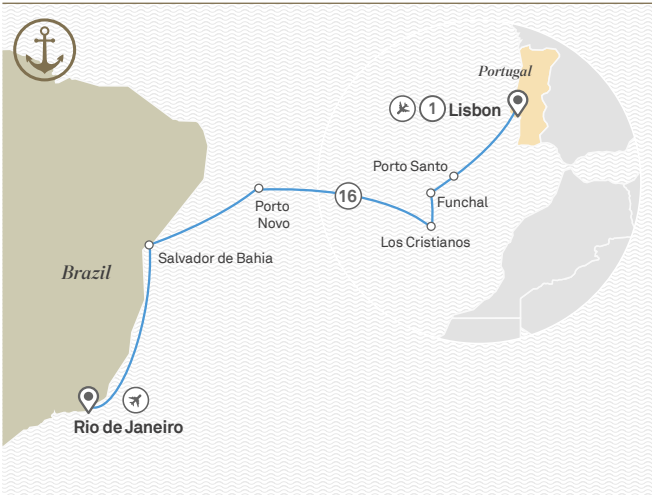 Portugal
1 Lisbon
Porto Santo
Funchal
16
Porto
Novo
Los Cristianos
Salvador de Bahia
Brazil
Rio de Janeiro